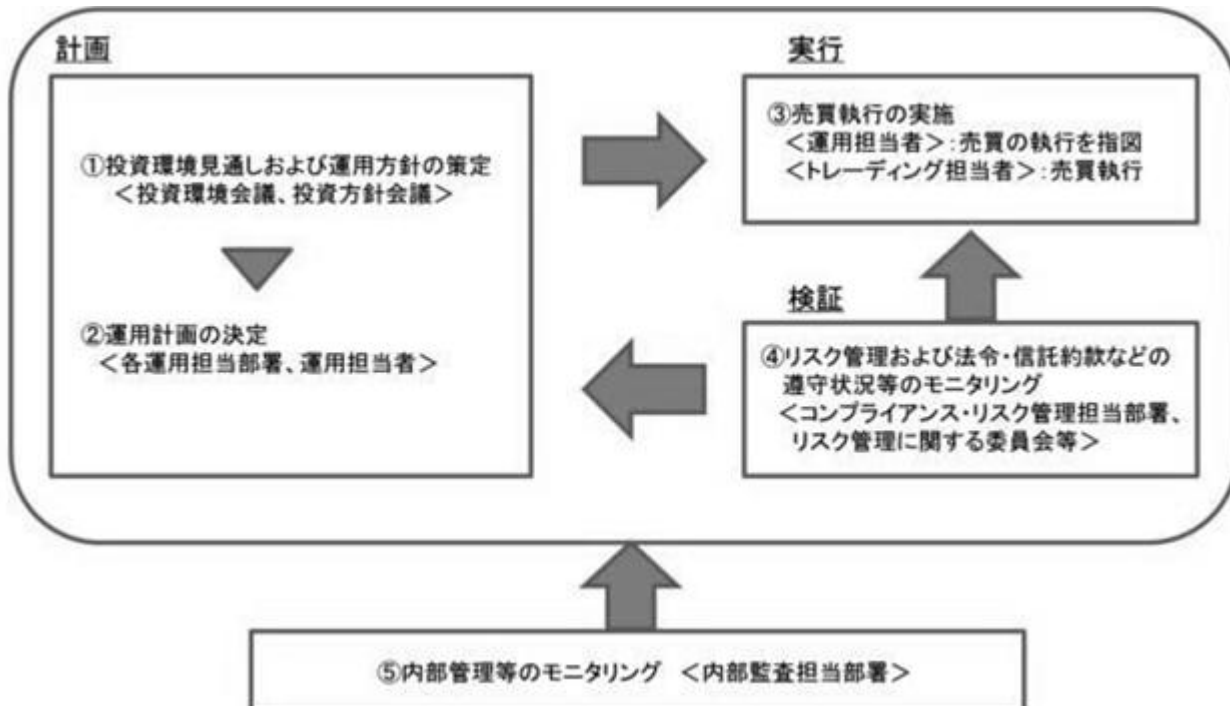 計画
①投資環境見通しおよび運用方針の策定
＜投資環境会議、投資方針会議＞
②運用計画の決定
＜各運用担当部署、運用担当者＞
実行
③売買執行の実施
＜運用担当者＞：売買の執行を指図
＜トレーディング担当者＞：売買執行
検証
④リスク管理および法令・信託約款などの
遵守状況等のモニタリング
＜コンプライアンス・リスク管理担当部署、
リスク管理に関する委員会等＞
⑤内部管理等のモニタリング　＜内部監査担当部署＞